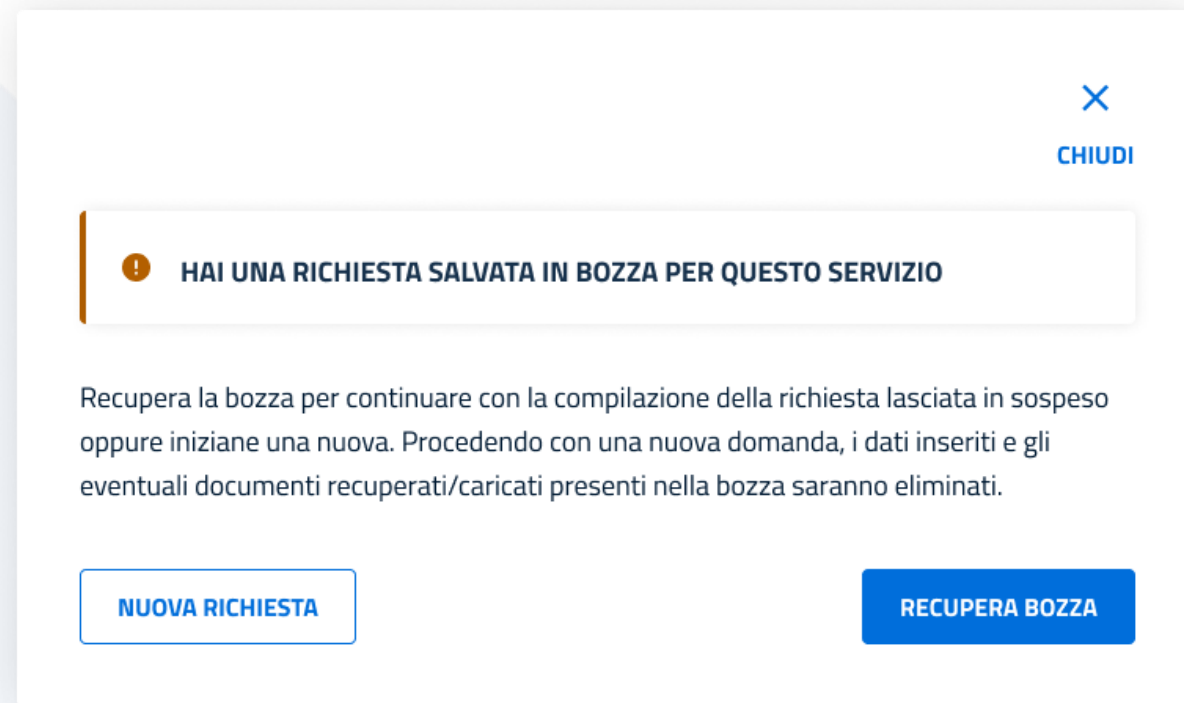 CHIUDI
HAI UNA RICHIESTA SALVATA IN BOZZA PER QUESTO SERVIZIO
Recupera la bozza per continuare con la compilazione della richiesta lasciata in sospeso
oppure iniziane una nuova. Procedendo con una nuova domanda, i dati inseriti e gli
eventuali documenti recuperati/caricati presenti nella bozza saranno eliminati.
NUOVA RICHIESTA
RECUPERA BOZZA